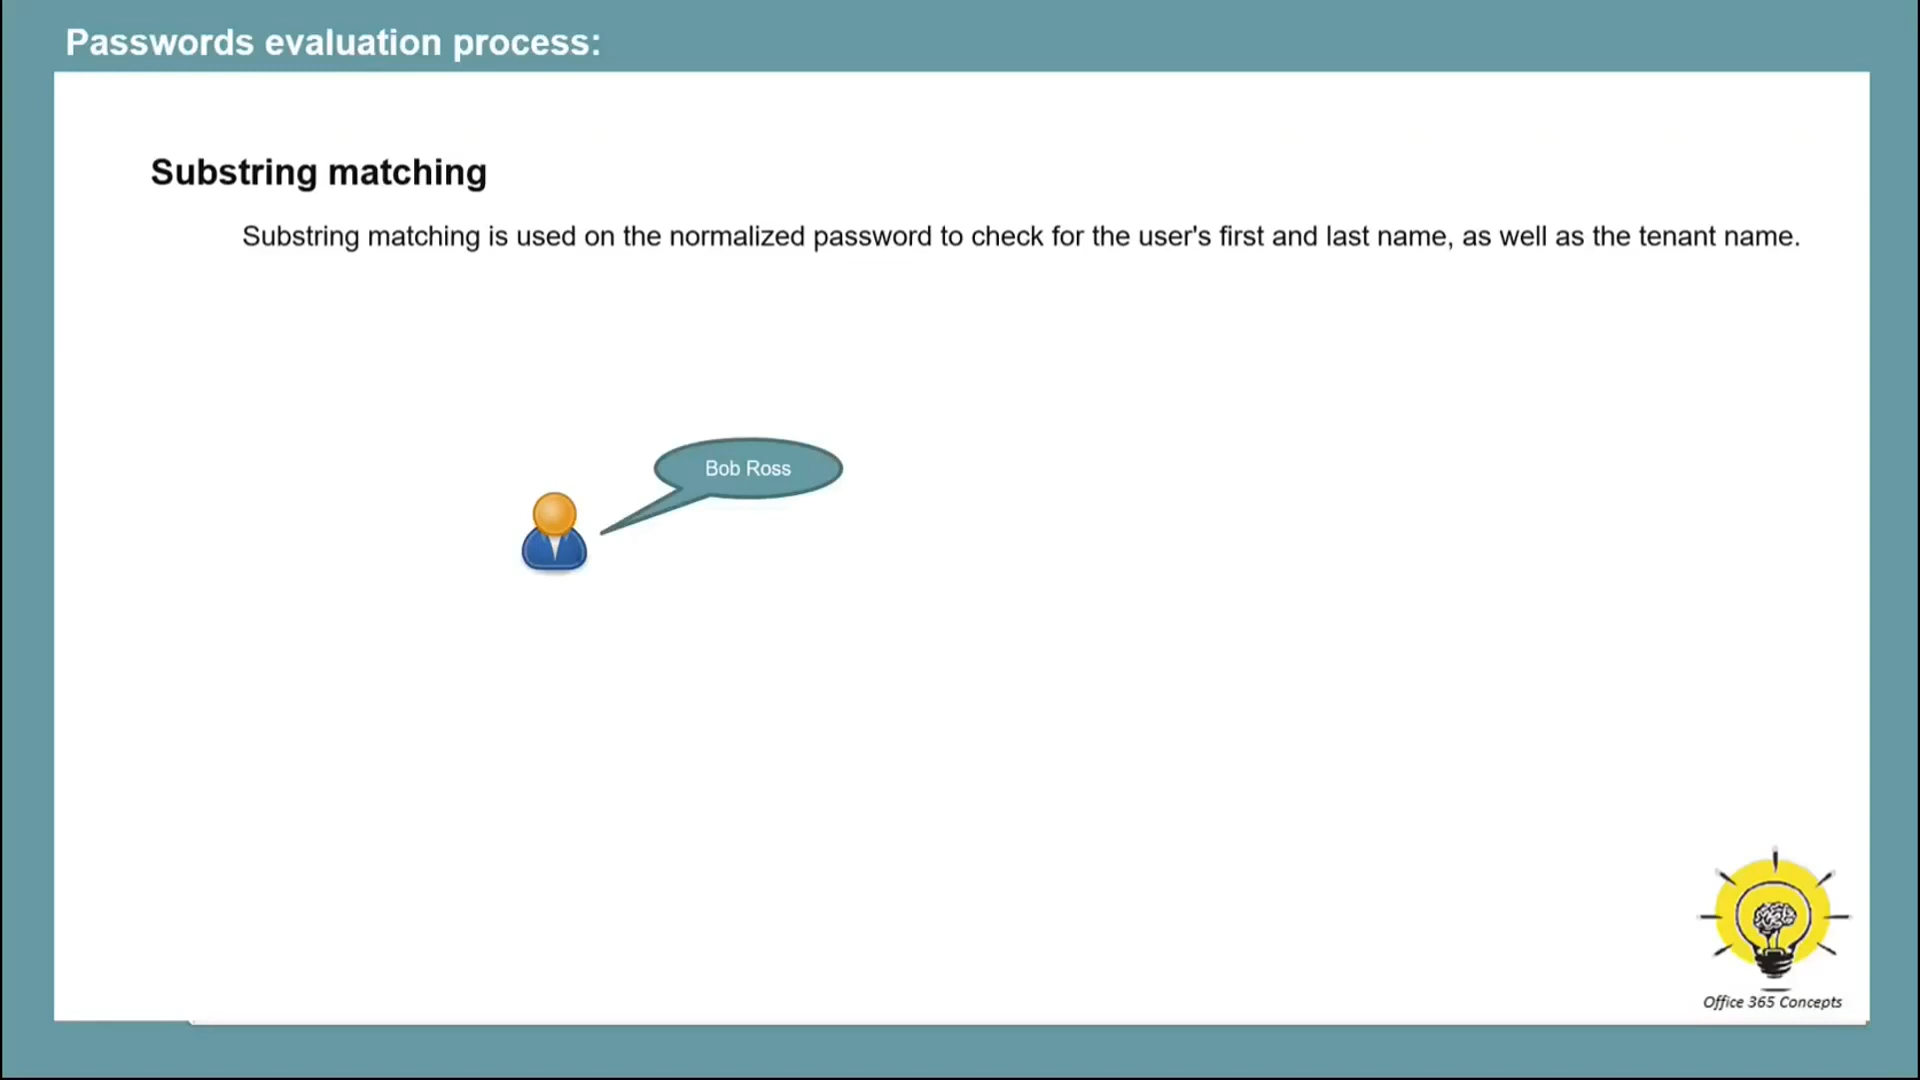 Passwords evaluation process:
Substring matching
Substring matching is used on the normalized password to check for the user's first and last name, as well as the tenant name.
Bob Ross
Office 365 Concepts